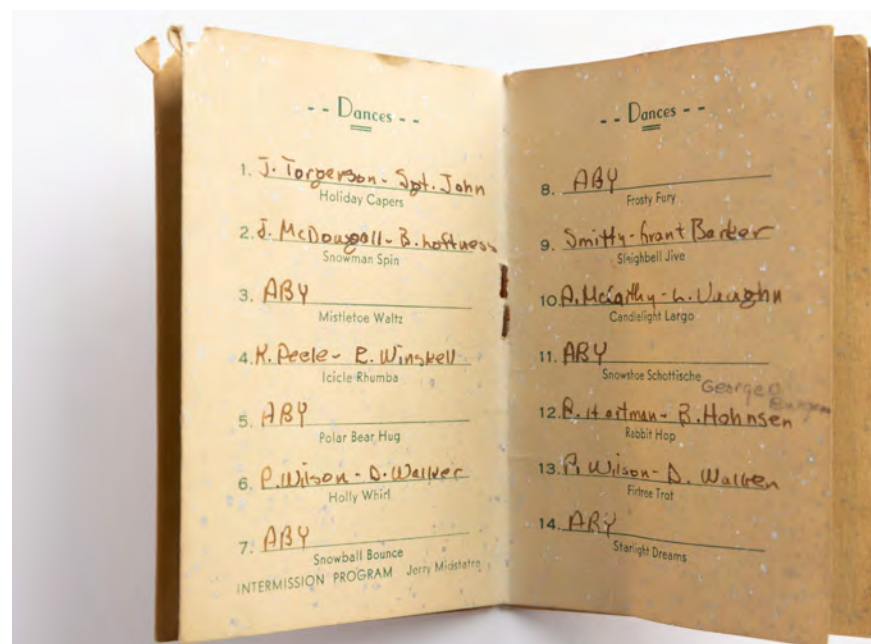 - - Dances - -
1. J. Torgerson - Sgt. John
Holiday Capers
2. J. McDougall - B. Loftness
Snowman Spin
3. ABY
Mistletoe Waltz
4. K. Peele - E. Winskell
Icicle Rhumba
5. ABY
Polar Bear Hug
6. P. Wilson - D. Walker
Holly Whirl
7. ABY
Snowball Bounce
INTERMISSION PROGRAM Jerry
- - Dances - -
8. ABY
Frosty Fury
9. Smitty - Grant Barker
Sleighbell Jive
10. A. McCarthy - L. Vaughn
Candlelight Largo
11. ABY
Snowshoe Schottische
George
12. Hartman - B. Hohnsen
Rabbit Hop
13. P. Wilson - D. Walken
Firtree Trot
14. ABY
Starlight Dreams